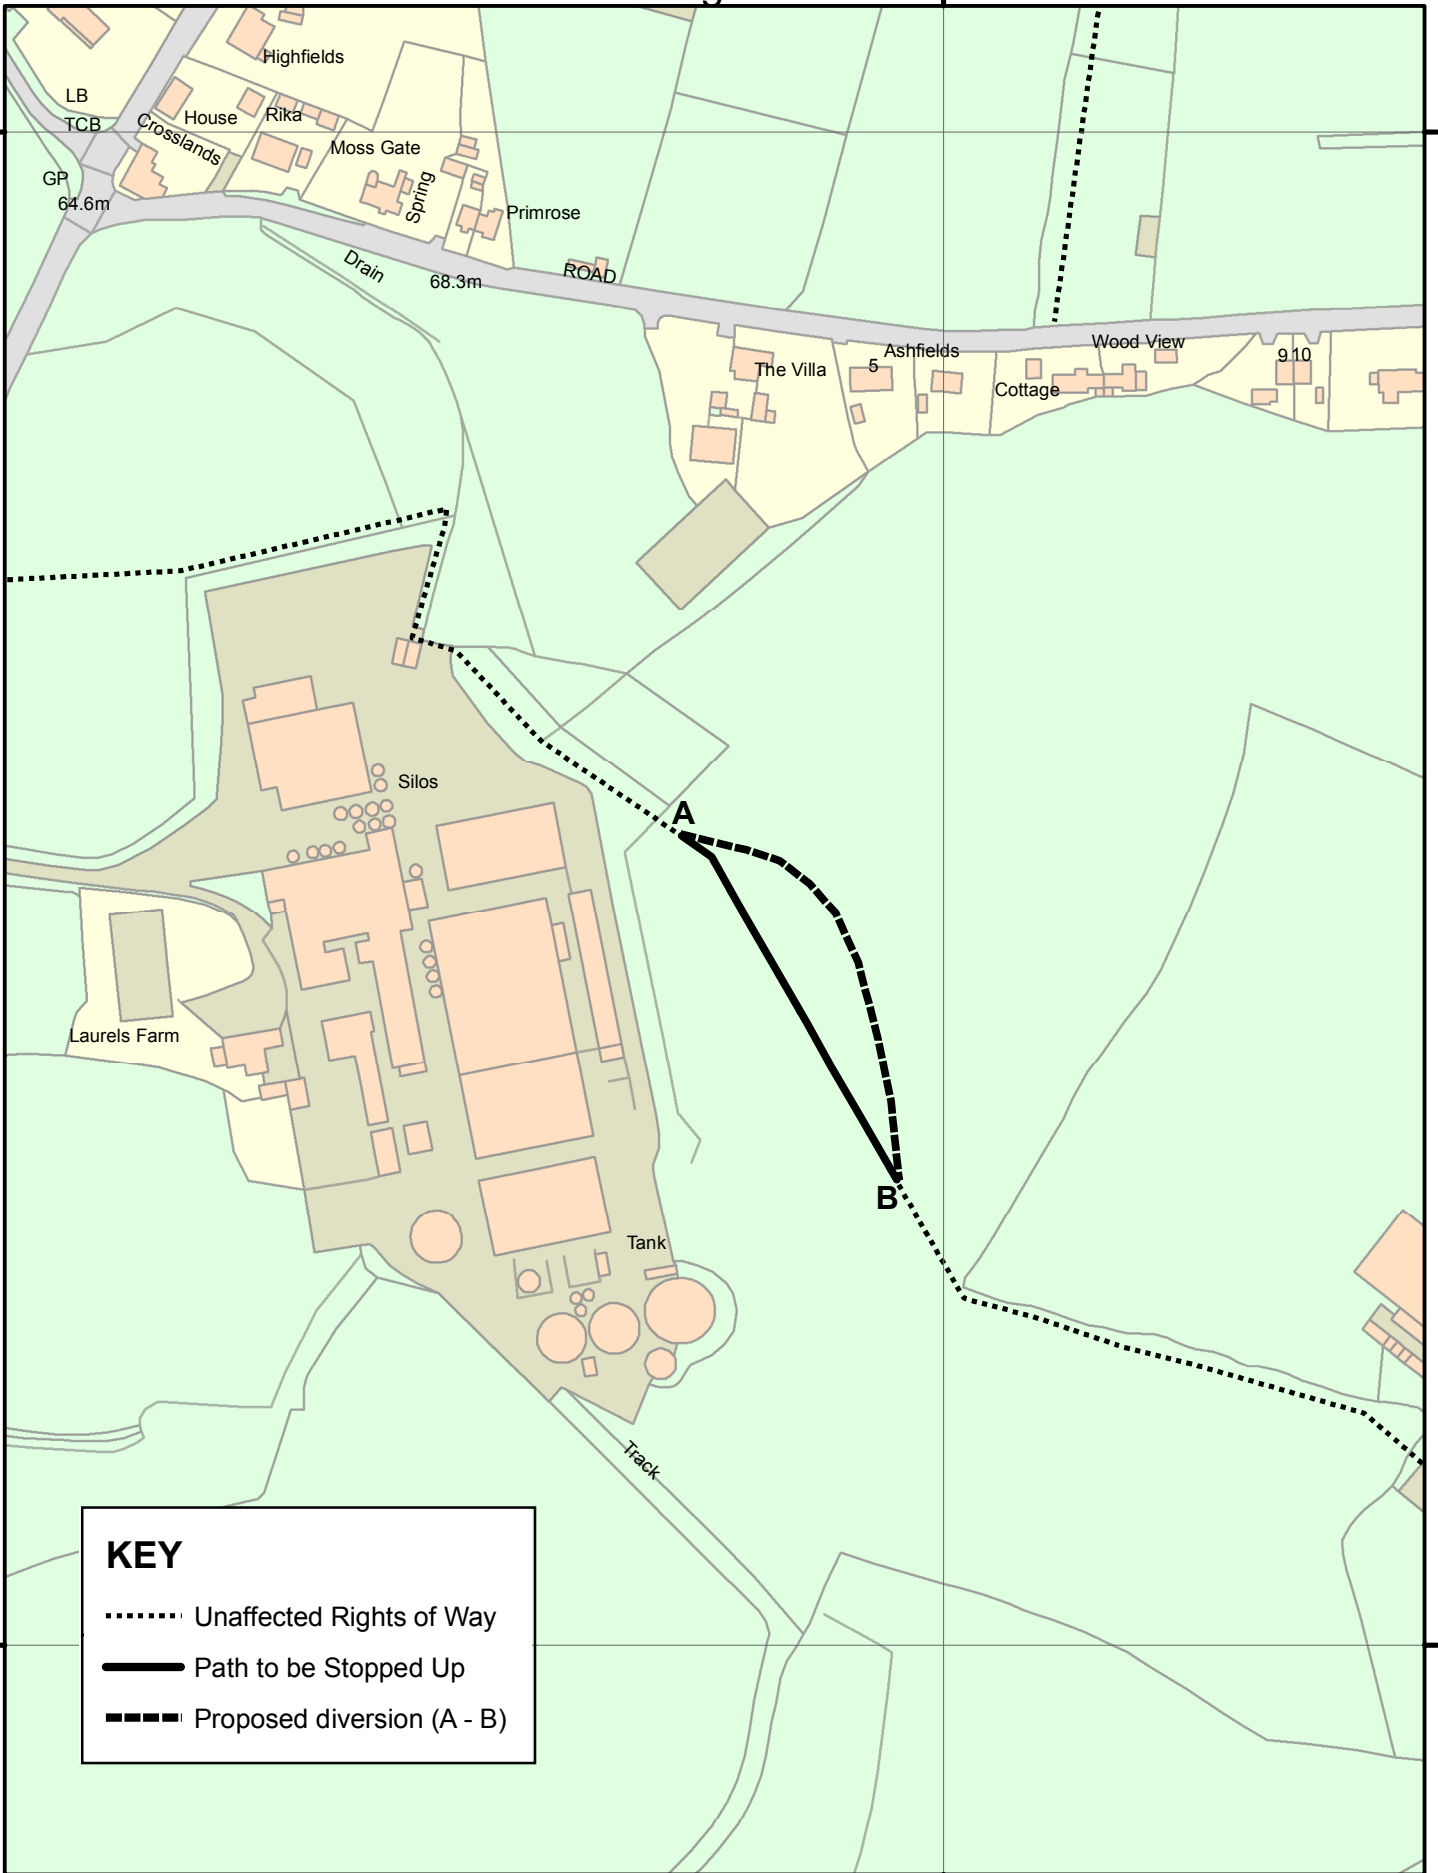 Highfields
LB
TCB
House
Rika
Crosslands
Moss Gate
GP
64.6m
Spring
Primrose
Drain
68.3m
ROAD
The Villa
5
Ashfields
Wood View
Cottage
9 10
Silos
A
Laurels Farm
B
Tank
Track
KEY
Unaffected Rights of Way
Path to be Stopped Up
Proposed diversion (A - B)